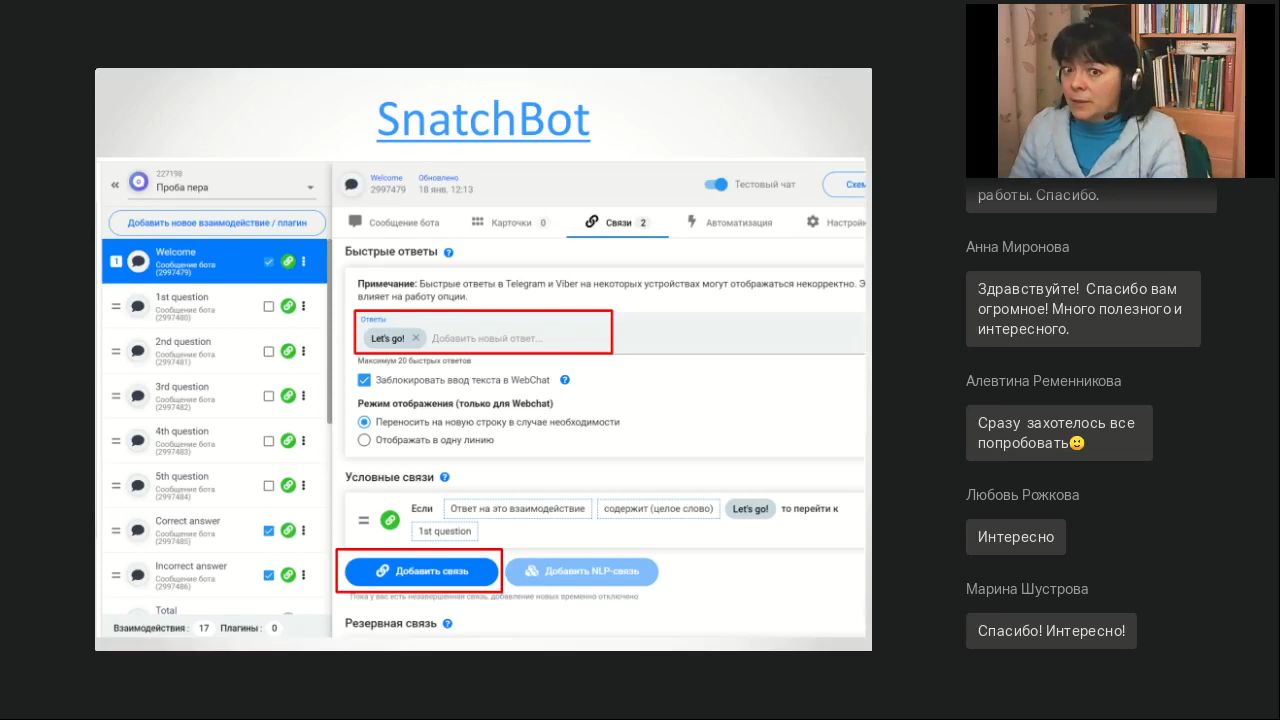 SnatchBot
227198
Проба пера
Добавить новое взаимодействие / плагин
1
Welcome
Сообщение бота
(2997479)
1st question
Сообщение бота
(2997480)
2nd question
Сообщение бота
(2997481)
3rd question
Сообщение бота
(2997482)
4th question
Сообщение бота
(2997483)
5th question
Сообщение бота
(2997484)
Correct answer
Сообщение бота
(2997485)
Incorrect answer
Сообщение бота
(2997486)
Total
Взаимодействия: 17 Плагины: 0
Welcome Обновлено
2997479 18 янв. 12:13
Тестовый чат
Схем
Сообщение бота Карточки 0 Связи 2 Автоматизация Настрой
Быстрые ответы
Примечание: Быстрые ответы в Telegram и Viber на некоторых устройствах могут отображаться некорректно. Э
влияет на работу опции.
Ответы
Let's go! Добавить новый ответ...
Максимум 20 быстрых ответов
Заблокировать ввод текста в WebChat
Режим отображения (только для Webchat)
Переносить на новую строку в случае необходимости
Отображать в одну линию
Условные связи
Если Ответ на это взаимодействие содержит (целое слово) Let's go! то перейти к
1st question
Добавить связь Добавить NLP-связь
Пока у вас есть незавершенная связь, добавление новых временно отключено
Резервная связь
работы. Спасибо.
Анна Миронова
Здравствуйте! Спасибо вам
огромное! Много полезного и
интересного.
Алевтина Ременникова
Сразу захотелось все
попробовать🙂
Любовь Рожкова
Интересно
Марина Шустрова
Спасибо! Интересно!